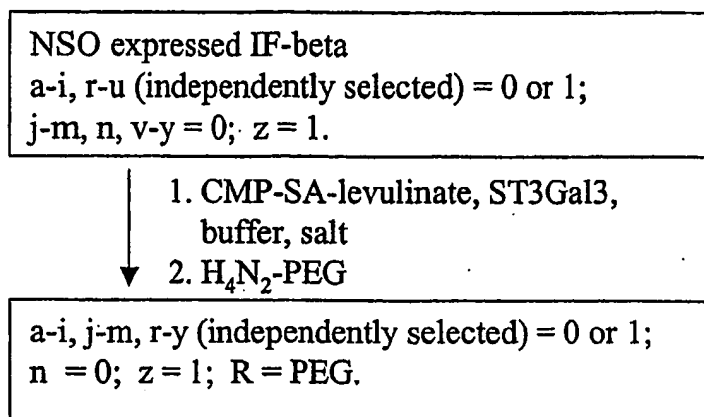 NSO expressed IF-beta
a-i, r-u (independently selected) = 0 or 1;
j-m, n, v-y = 0; z = 1.
1. CMP-SA-levulinate, ST3Gal3,
buffer, salt
2. H₄N₂-PEG
a-i, j-m, r-y (independently selected) = 0 or 1;
n = 0; z = 1; R = PEG.